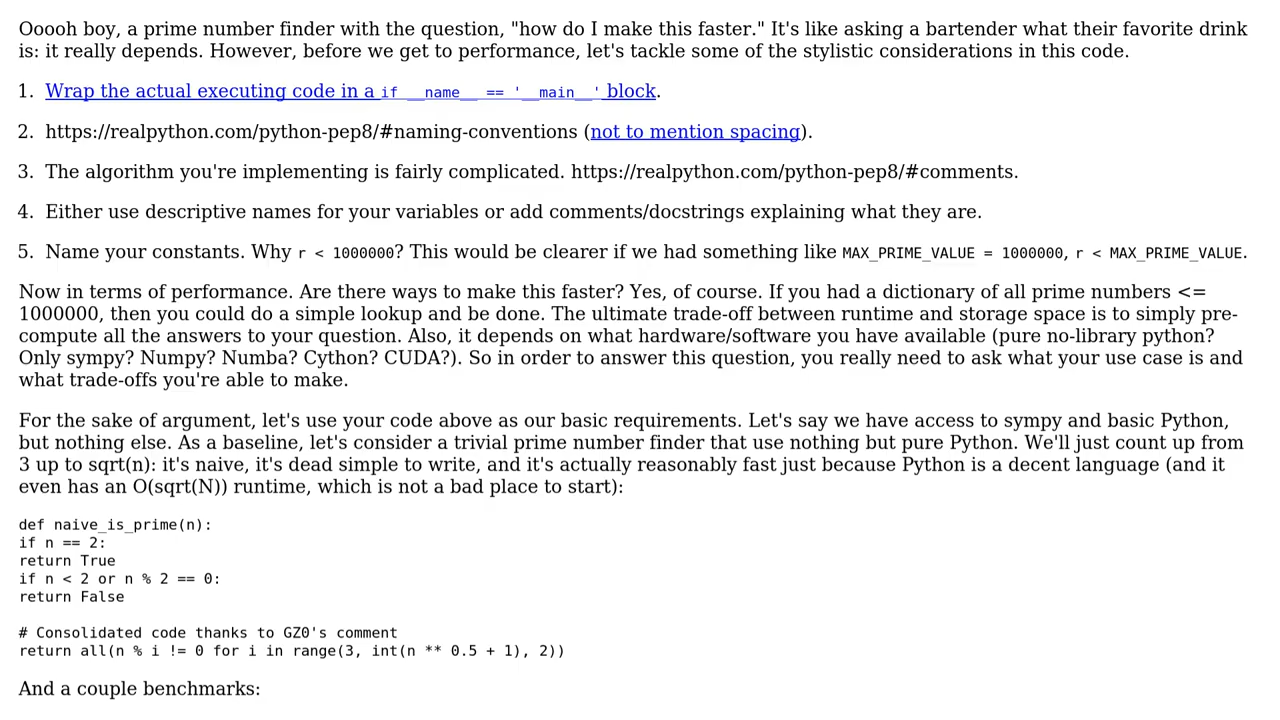 Ooooh boy, a prime number finder with the question, "how do I make this faster." It's like asking a bartender what their favorite drink
is: it really depends. However, before we get to performance, let's tackle some of the stylistic considerations in this code.
1. Wrap the actual executing code in a if __name__ == '__main__' block.
2. https://realpython.com/python-pep8/#naming-conventions (not to mention spacing).
3. The algorithm you're implementing is fairly complicated. https://realpython.com/python-pep8/#comments.
4. Either use descriptive names for your variables or add comments/docstrings explaining what they are.
5. Name your constants. Why r < 1000000? This would be clearer if we had something like MAX_PRIME_VALUE = 1000000, r < MAX_PRIME_VALUE.
Now in terms of performance. Are there ways to make this faster? Yes, of course. If you had a dictionary of all prime numbers <=
1000000, then you could do a simple lookup and be done. The ultimate trade-off between runtime and storage space is to simply pre-
compute all the answers to your question. Also, it depends on what hardware/software you have available (pure no-library python?
Only sympy? Numpy? Numba? Cython? CUDA?). So in order to answer this question, you really need to ask what your use case is and
what trade-offs you're able to make.
For the sake of argument, let's use your code above as our basic requirements. Let's say we have access to sympy and basic Python,
but nothing else. As a baseline, let's consider a trivial prime number finder that use nothing but pure Python. We'll just count up from
3 up to sqrt(n): it's naive, it's dead simple to write, and it's actually reasonably fast just because Python is a decent language (and it
even has an O(sqrt(N)) runtime, which is not a bad place to start):
def naive_is_prime(n):
if n == 2:
return True
if n < 2 or n % 2 == 0:
return False
# Consolidated code thanks to GZ0's comment
return all(n % i != 0 for i in range(3, int(n ** 0.5 + 1), 2))
And a couple benchmarks: